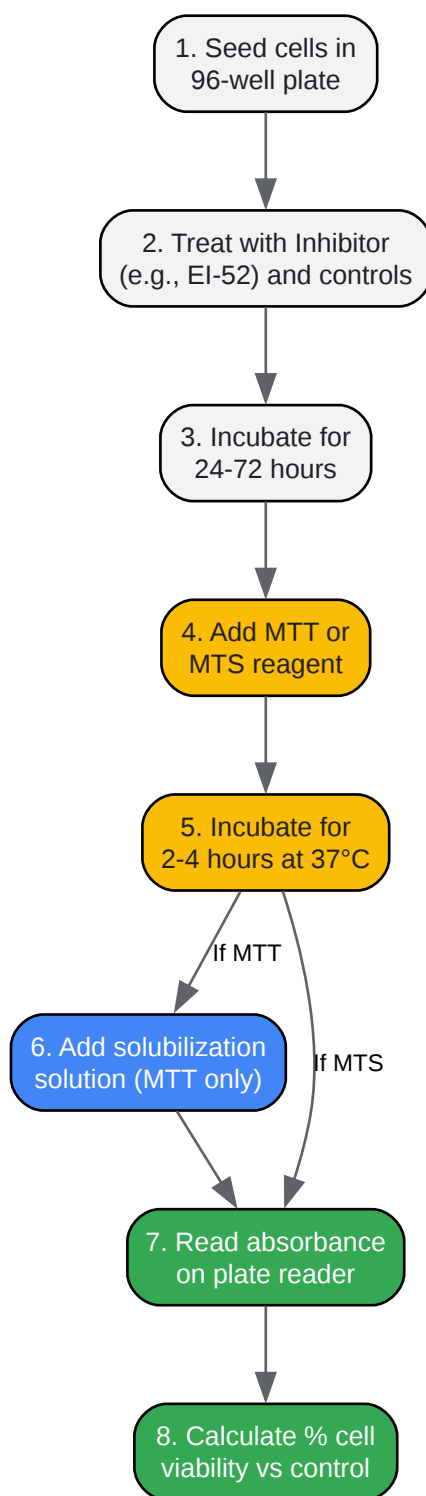 1. Seed cells in
96-well plate
2. Treat with Inhibitor
(e.g., EI-52) and controls
3. Incubate for
24-72 hours
4. Add MTT or
MTS reagent
5. Incubate for
2-4 hours at 37°C
If MTT
6. Add solubilization
solution (MTT only)
If MTS
7. Read absorbance
on plate reader
8. Calculate % cell
viability vs control